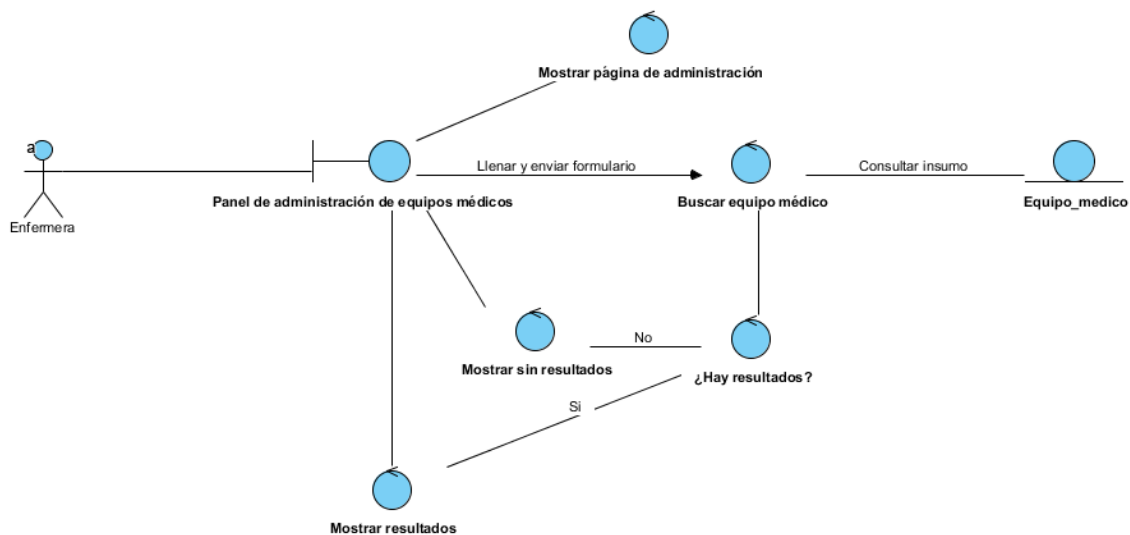 Mostrar página de administración
a
Enfermera
Panel de administración de equipos médicos
Llenar y enviar formulario
Buscar equipo médico
Consultar insumo
Equipo_medico
Mostrar sin resultados
No
¿Hay resultados?
Si
Mostrar resultados